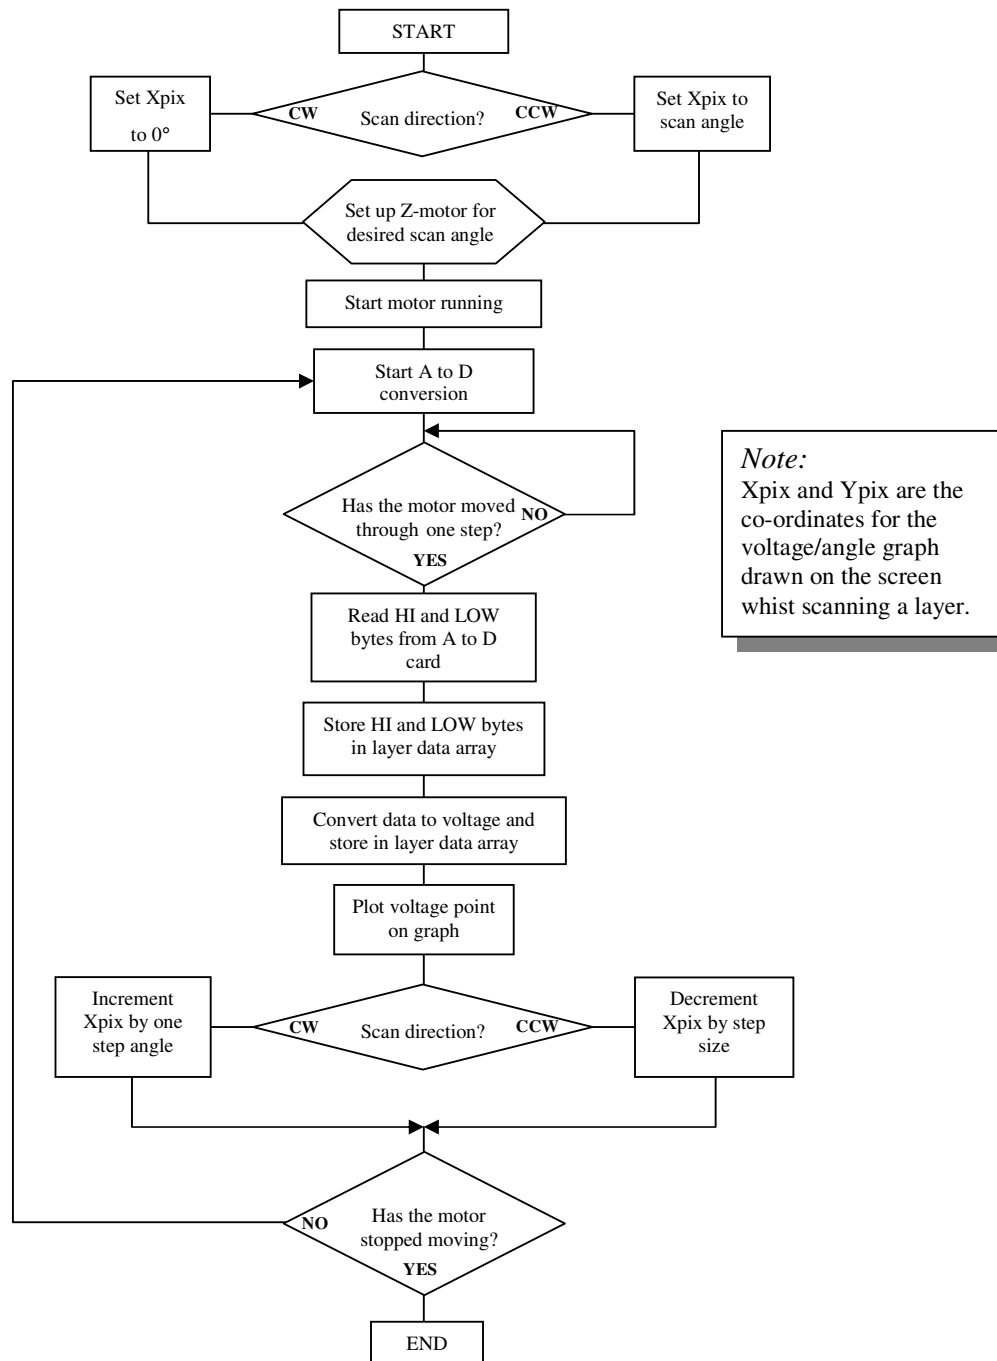 START
Set Xpix
to 0°
CW
Scan direction?
CCW
Set Xpix to
scan angle
Set up Z-motor for
desired scan angle
Start motor running
Start A to D
conversion
Has the motor moved
through one step?
NO
YES
Note:
Xpix and Ypix are the
co-ordinates for the
voltage/angle graph
drawn on the screen
whist scanning a layer.
Read HI and LOW
bytes from A to D
card
Store HI and LOW bytes
in layer data array
Convert data to voltage and
store in layer data array
Plot voltage point
on graph
Increment
Xpix by one
step angle
CW
Scan direction?
CCW
Decrement
Xpix by step
size
NO
Has the motor
stopped moving?
YES
END